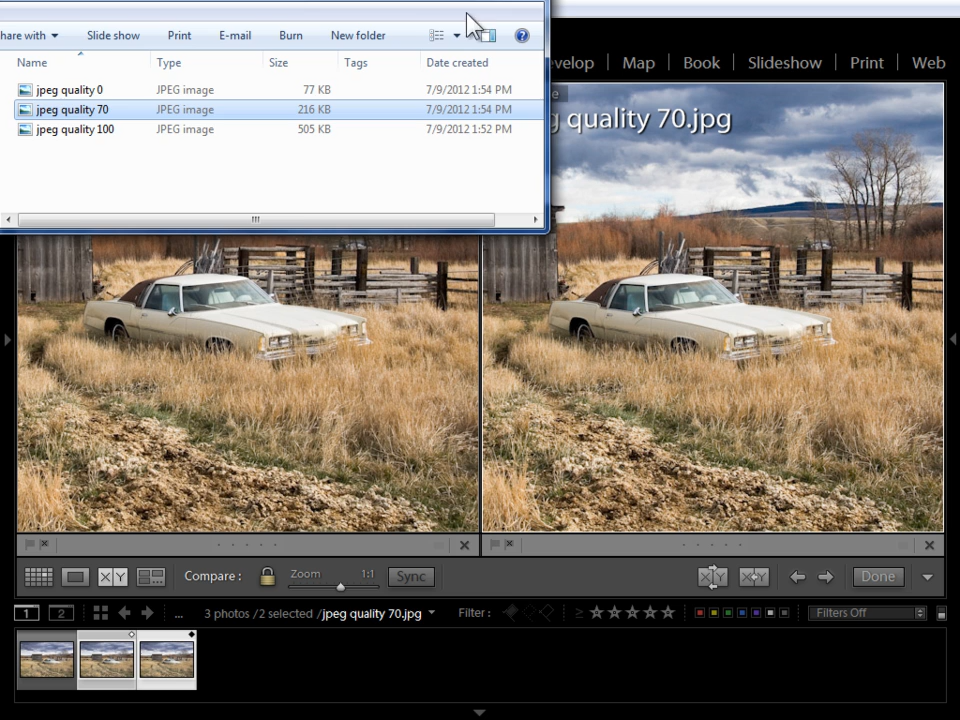 hare with Slide show Print E-mail Burn New folder
Name Type Size Tags Date created
jpeg quality 0 JPEG image 77 KB 7/9/2012 1:54 PM
jpeg quality 70 JPEG image 216 KB 7/9/2012 1:54 PM
jpeg quality 100 JPEG image 505 KB 7/9/2012 1:52 PM
evelop | Map | Book | Slideshow | Print | Web
e
g quality 70.jpg
XY Compare : Zoom 1:1 Sync XY XY Done
1 2 ... 3 photos /2 selected /jpeg quality 70.jpg Filter : ≥ Filters Off